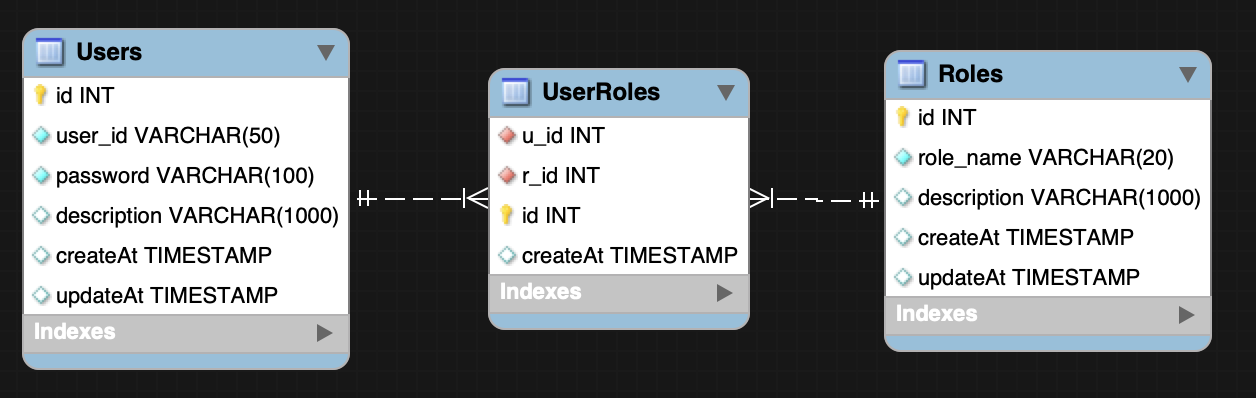 Users
id INT
user_id VARCHAR(50)
password VARCHAR(100)
description VARCHAR(1000)
createAt TIMESTAMP
updateAt TIMESTAMP
Indexes
UserRoles
u_id INT
r_id INT
id INT
createAt TIMESTAMP
Indexes
Roles
id INT
role_name VARCHAR(20)
description VARCHAR(1000)
createAt TIMESTAMP
updateAt TIMESTAMP
Indexes